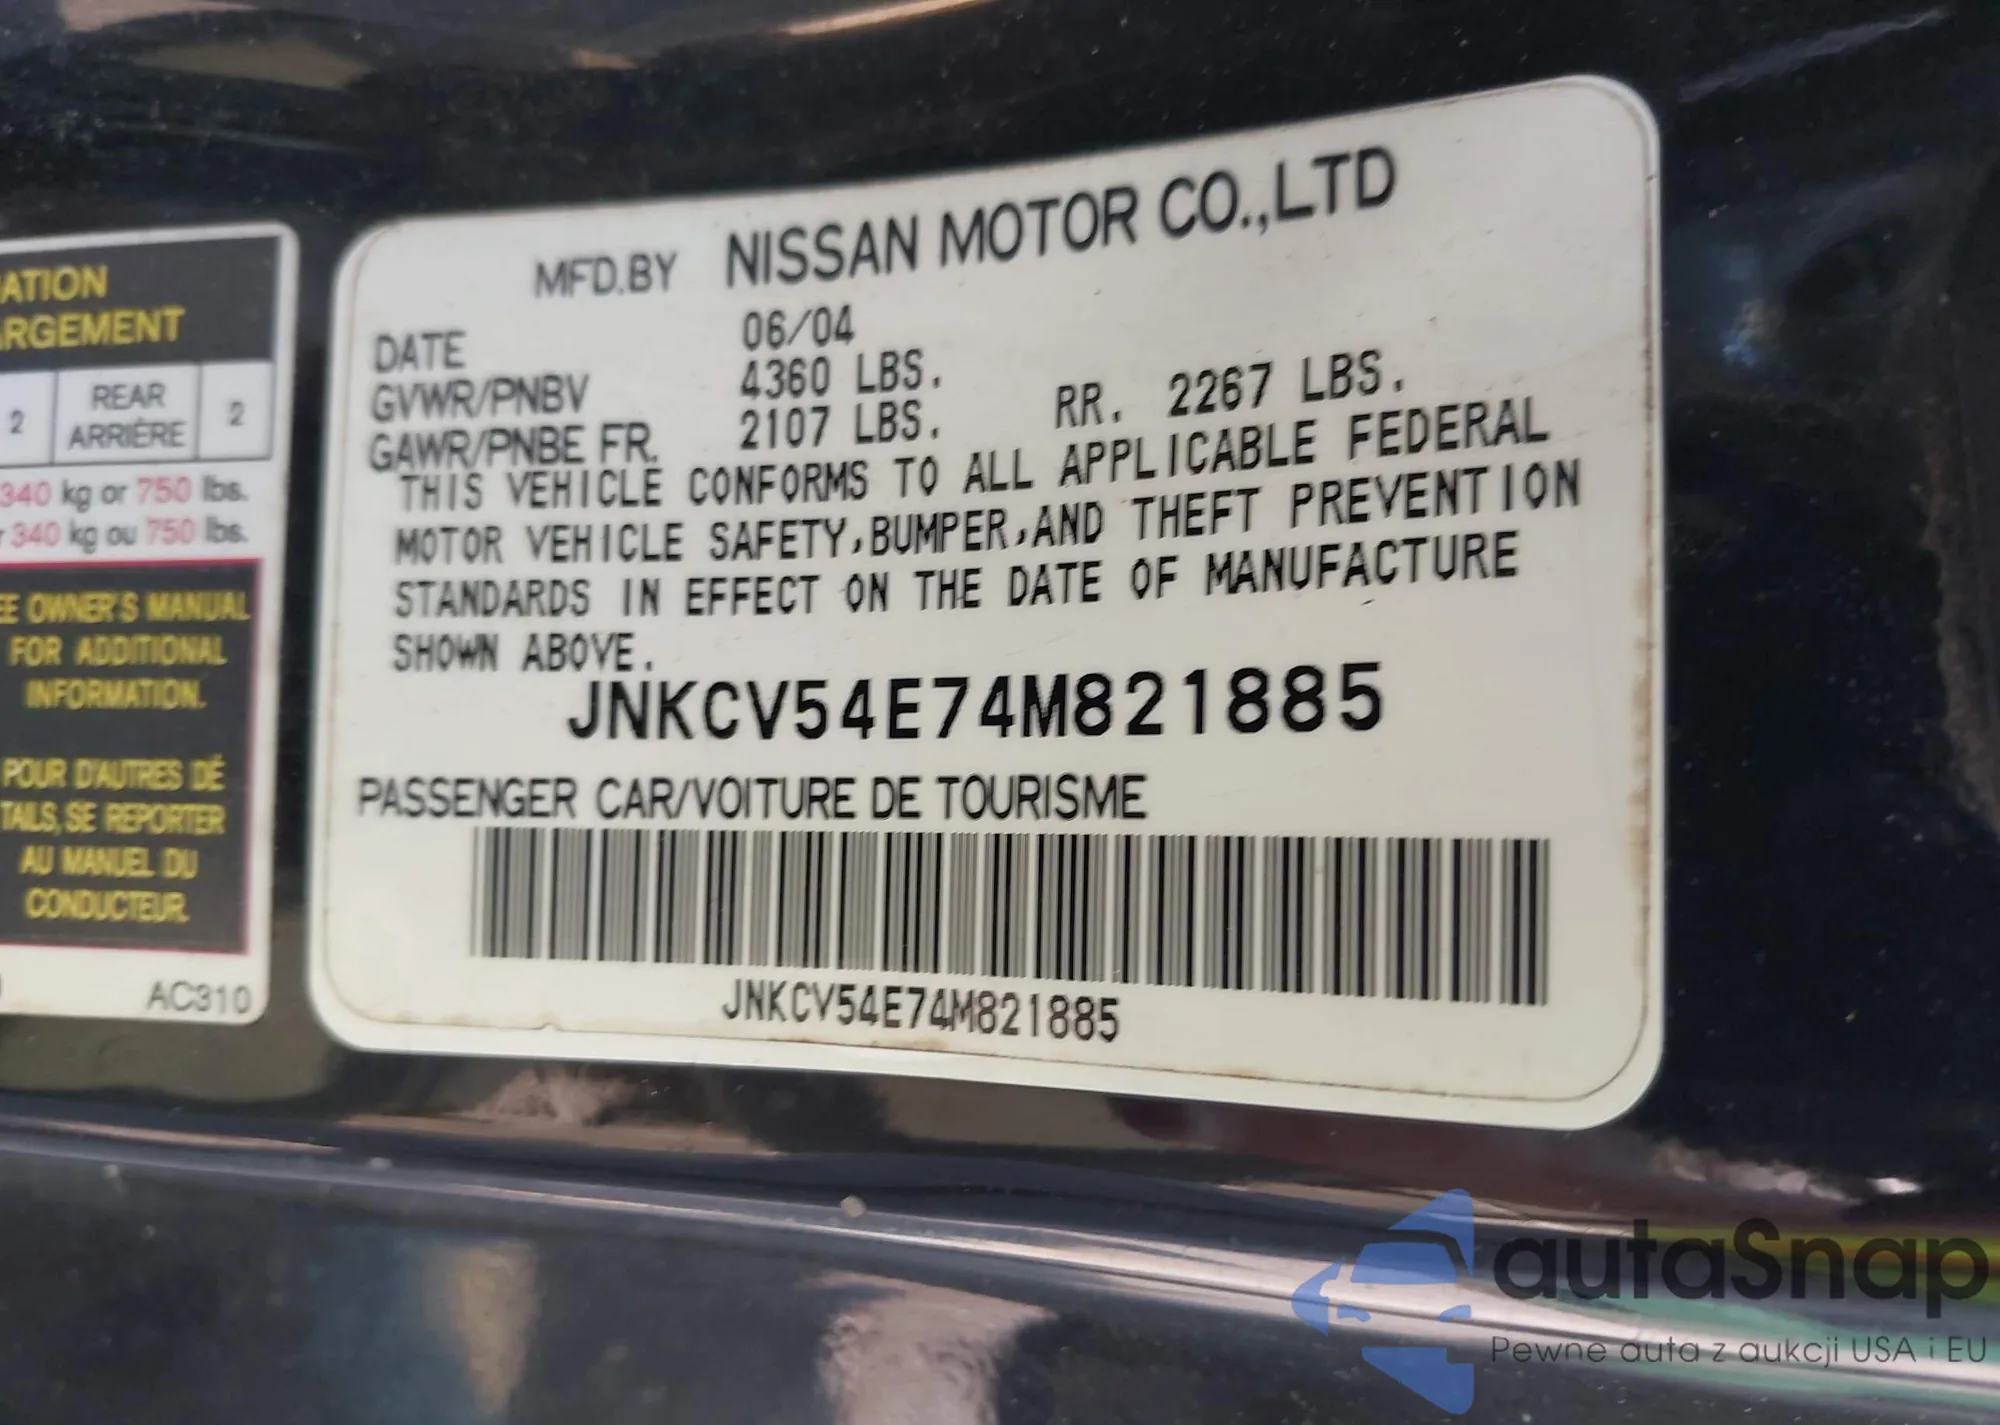 ATION
ARGEMENT
2 REAR ARRIÈRE 2
340 kg or 750 lbs.
340 kg ou 750 lbs.
EE OWNER'S MANUAL
FOR ADDITIONAL
INFORMATION.
POUR D'AUTRES DÉ
TAILS, SE REPORTER
AU MANUEL DU
CONDUCTEUR.
AC310
MFD.BY NISSAN MOTOR CO.,LTD
DATE 06/04
GVWR/PNBV 4360 LBS.
GAWR/PNBE FR. 2107 LBS. RR. 2267 LBS.
THIS VEHICLE CONFORMS TO ALL APPLICABLE FEDERAL
MOTOR VEHICLE SAFETY,BUMPER,AND THEFT PREVENTION
STANDARDS IN EFFECT ON THE DATE OF MANUFACTURE
SHOWN ABOVE.
JNKCV54E74M821885
PASSENGER CAR/VOITURE DE TOURISME
JNKCV54E74M821885
autaSnap
Pewne auta z aukcji USA i EU